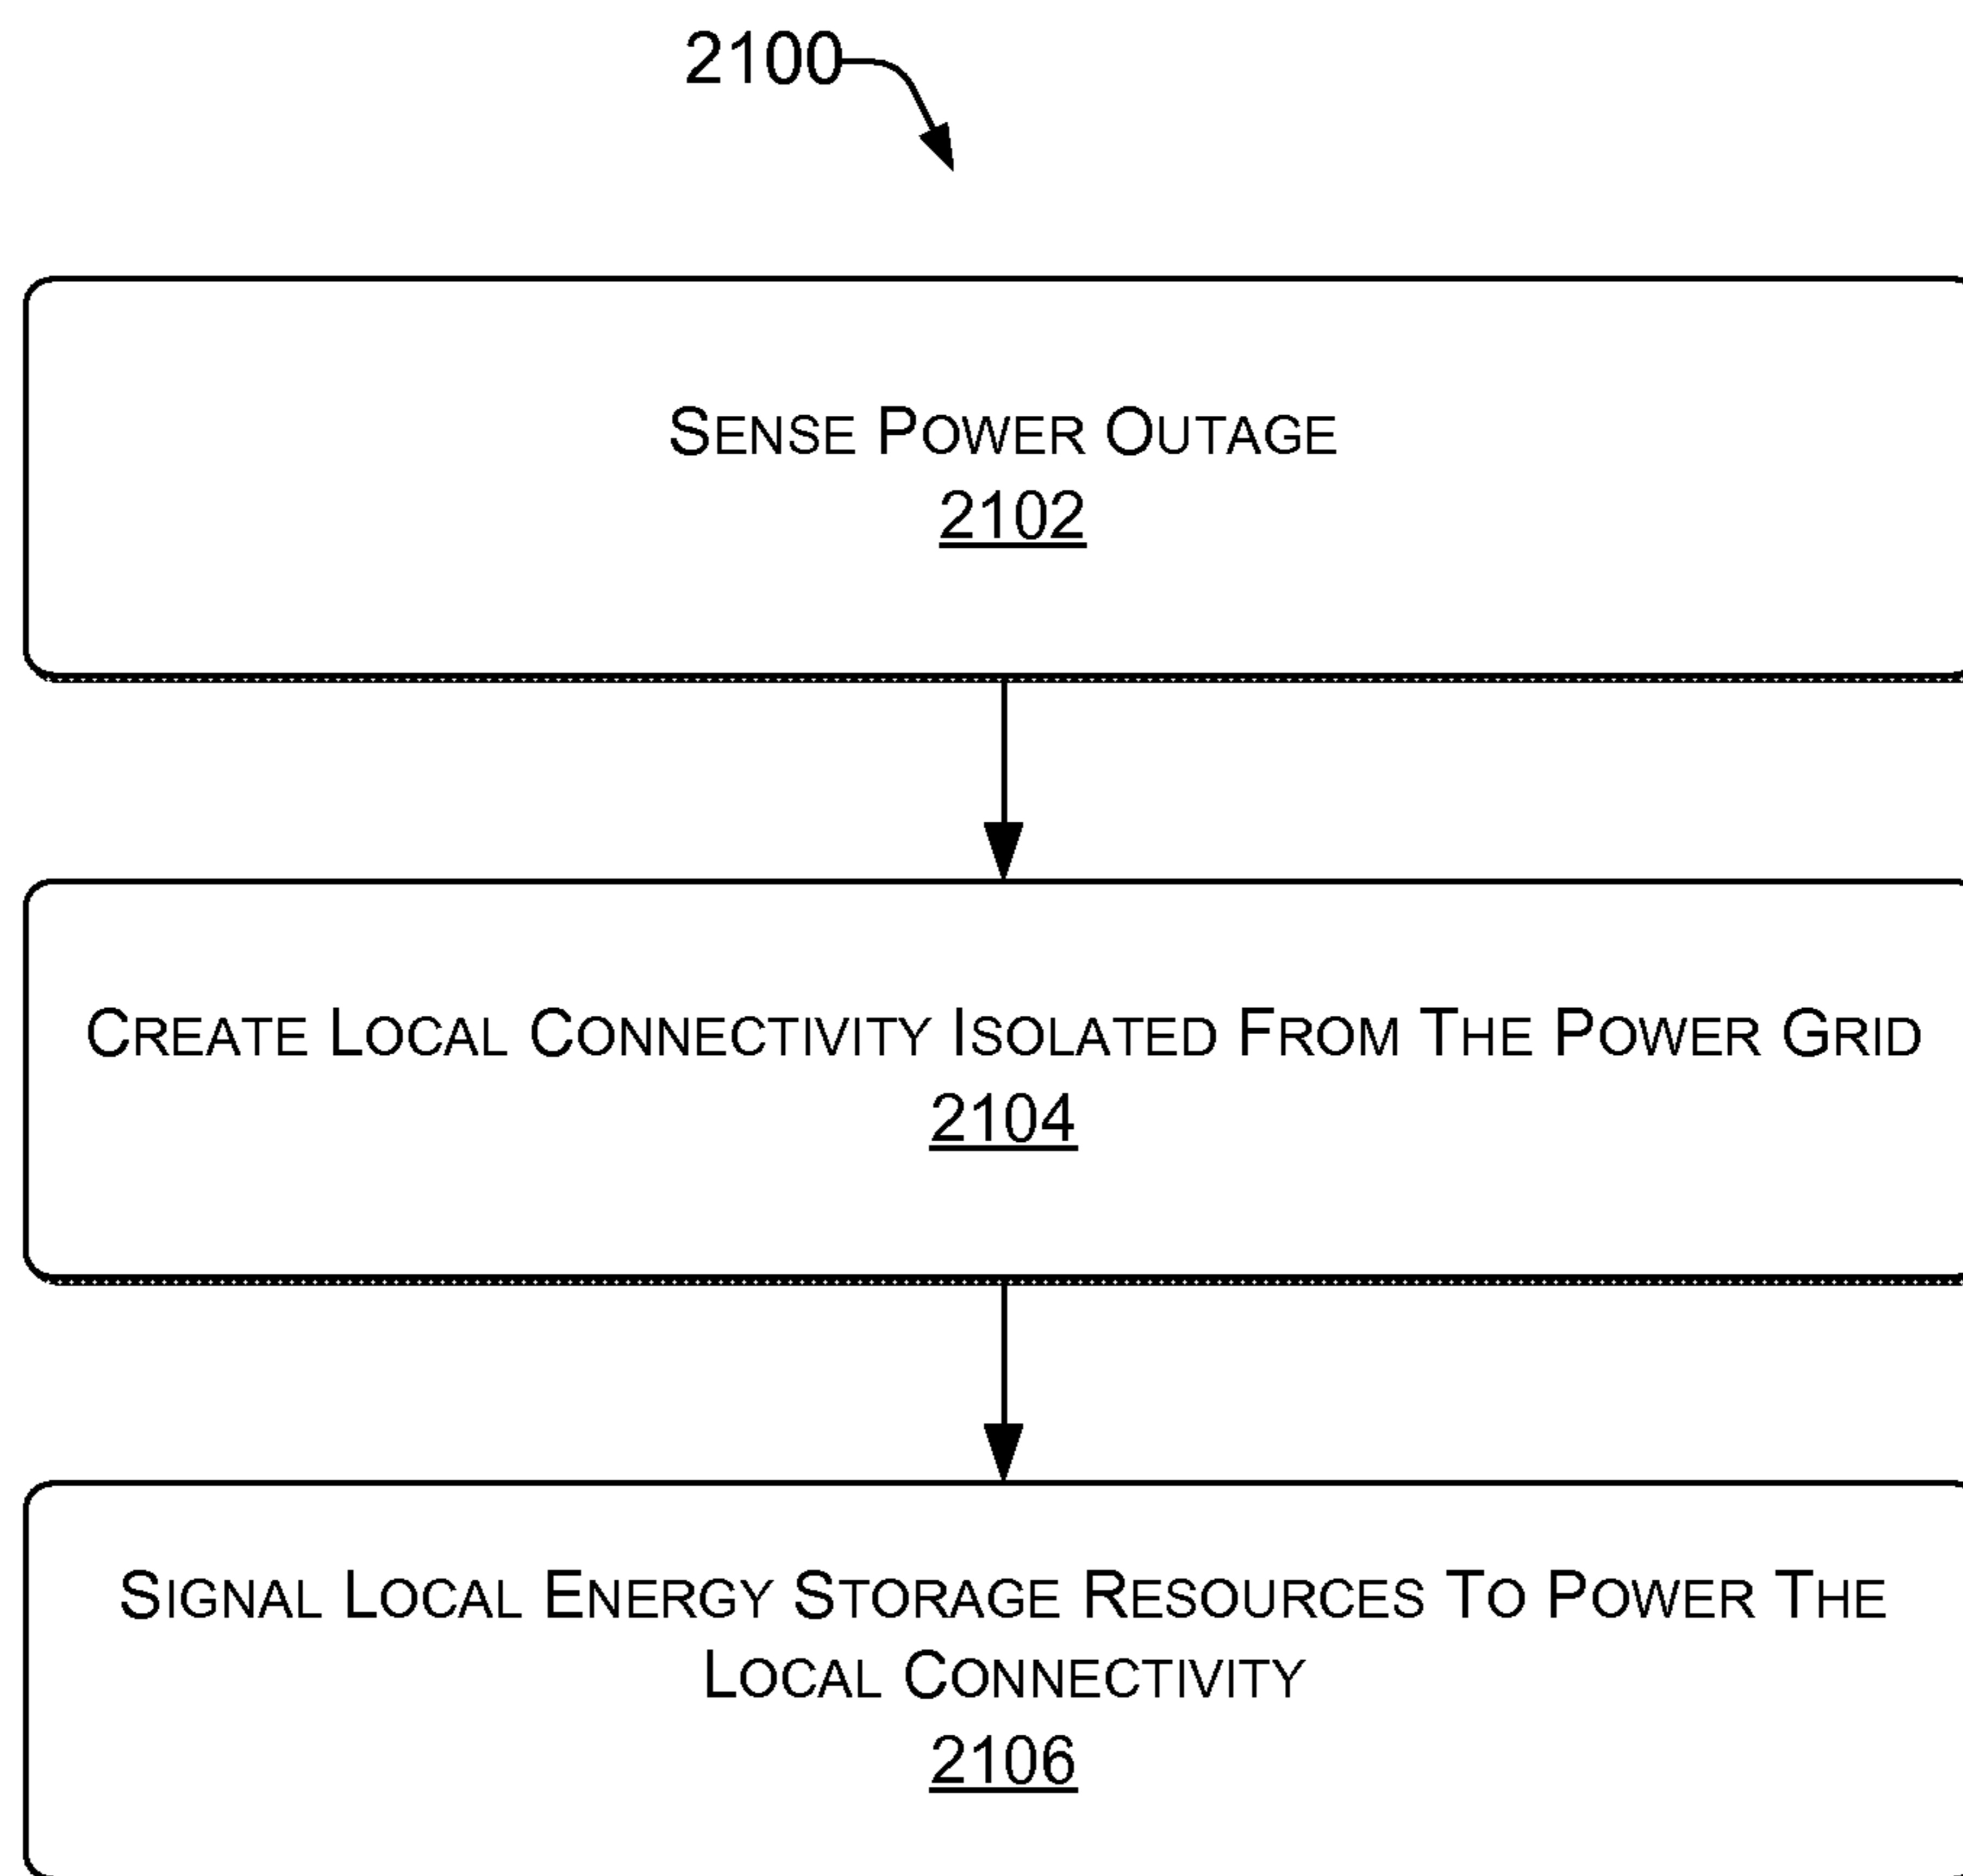 2100
SENSE POWER OUTAGE
2102
CREATE LOCAL CONNECTIVITY ISOLATED FROM THE POWER GRID
2104
SIGNAL LOCAL ENERGY STORAGE RESOURCES TO POWER THE
LOCAL CONNECTIVITY
2106